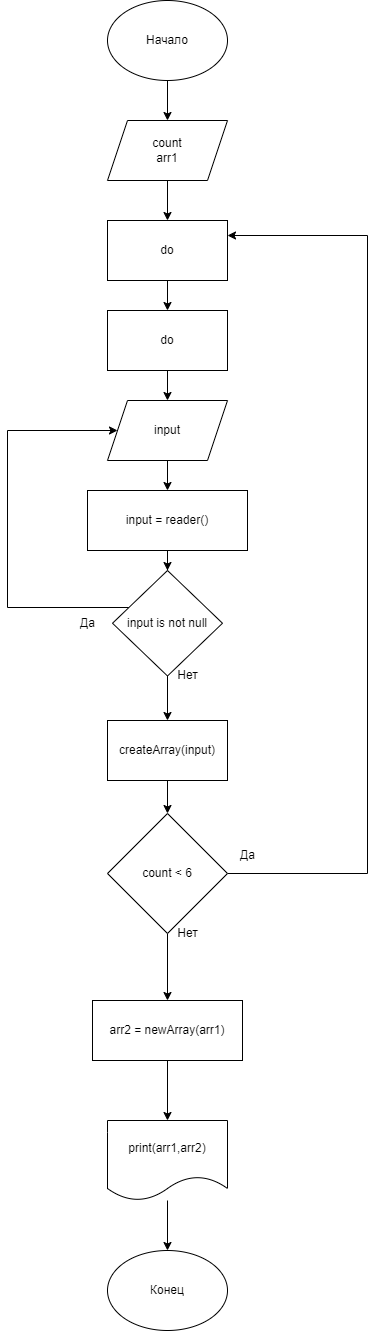 Начало
count
arr1
do
do
input
input = reader()
input is not null
Да
Нет
createArray(input)
count < 6
Да
Нет
arr2 = newArray(arr1)
print(arr1,arr2)
Конец